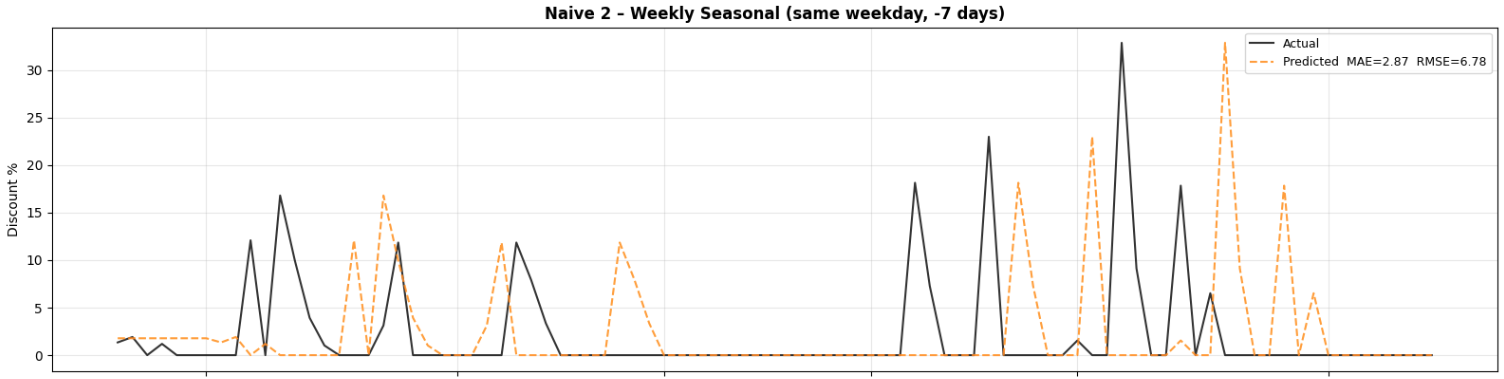 Naive 2 – Weekly Seasonal (same weekday, -7 days)
Actual
Predicted MAE=2.87 RMSE=6.78
Discount %
30
25
20
15
10
5
0